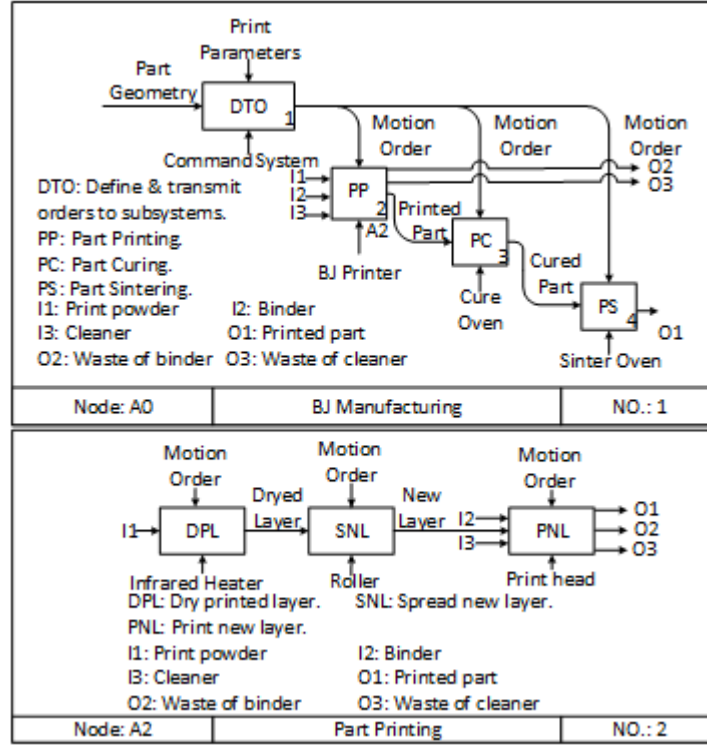 Print
Parameters
Part
Geometry
DTO
1
Command System
Motion
Order
Motion
Order
Motion
Order
I1
I2
I3
PP
2
A2
O2
O3
Printed
Part
BJ Printer
PC
3
Cure
Oven
Cured
Part
PS
4
O1
Sinter Oven
DTO: Define & transmit
orders to subsystems.
PP: Part Printing.
PC: Part Curing.
PS: Part Sintering.
I1: Print powder I2: Binder
I3: Cleaner O1: Printed part
O2: Waste of binder O3: Waste of cleaner
Node: A0 BJ Manufacturing NO.: 1
Motion
Order
Motion
Order
Motion
Order
Dryed
Layer
New
Layer
I1
DPL
SNL
I2
I3
PNL
O1
O2
O3
Infrared Heater
Roller
Print head
DPL: Dry printed layer. SNL: Spread new layer.
PNL: Print new layer.
I1: Print powder I2: Binder
I3: Cleaner O1: Printed part
O2: Waste of binder O3: Waste of cleaner
Node: A2 Part Printing NO.: 2